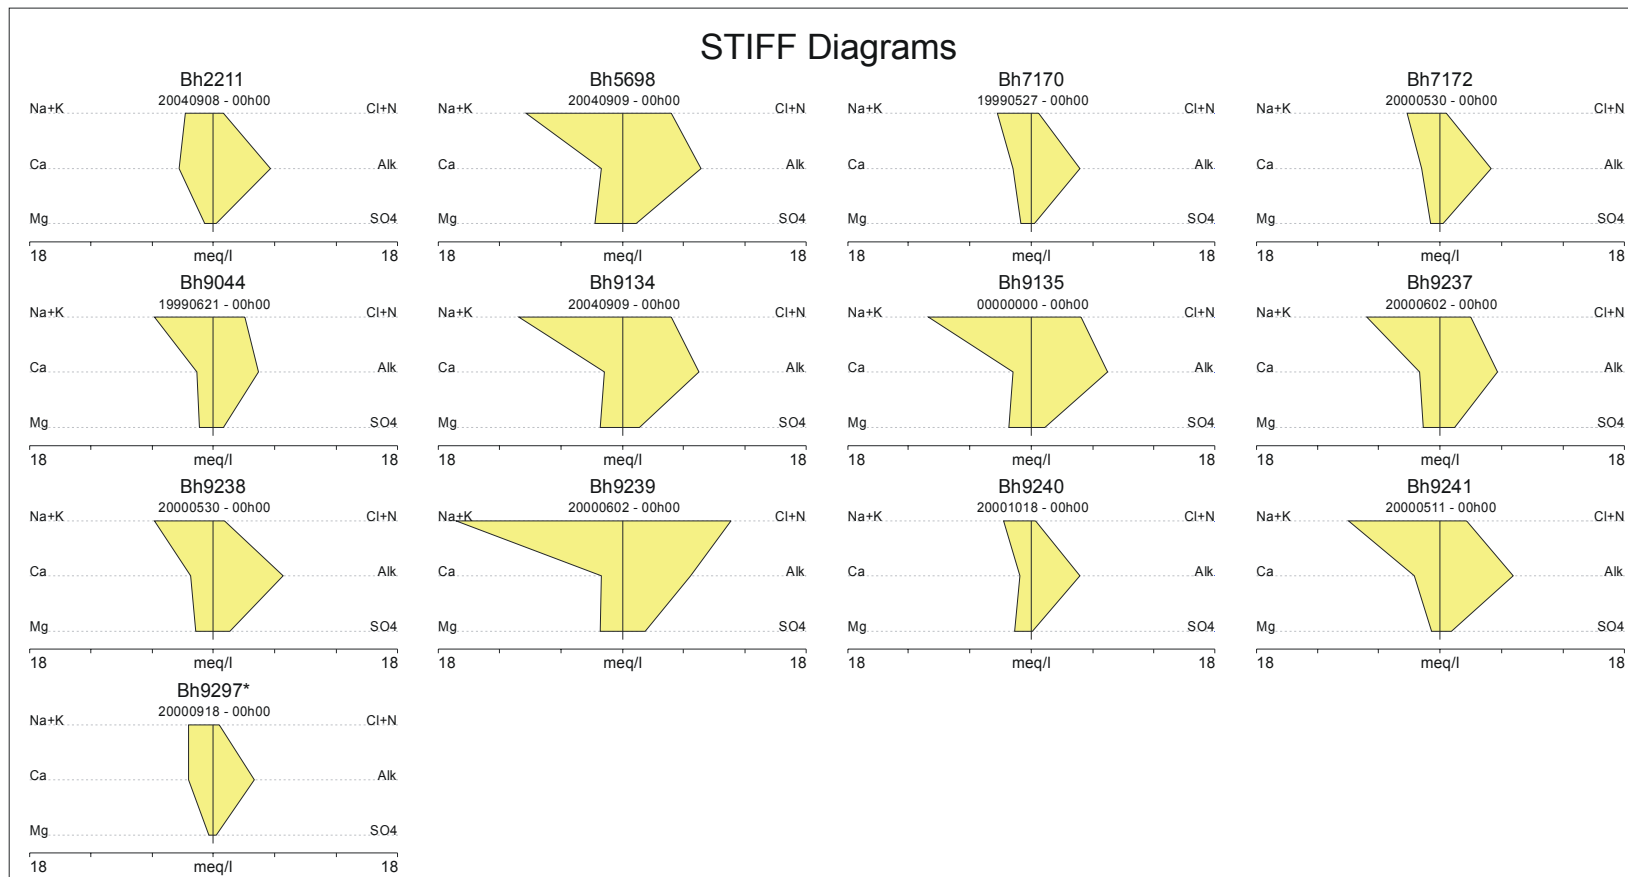 STIFF Diagrams
Bh2211
20040908 - 00h00
Na+K Cl+N
Ca Alk
Mg SO4
18 meq/l 18
Bh5698
20040909 - 00h00
Na+K Cl+N
Ca Alk
Mg SO4
18 meq/l 18
Bh7170
19990527 - 00h00
Na+K Cl+N
Ca Alk
Mg SO4
18 meq/l 18
Bh7172
20000530 - 00h00
Na+K Cl+N
Ca Alk
Mg SO4
18 meq/l 18
Bh9044
19990621 - 00h00
Na+K Cl+N
Ca Alk
Mg SO4
18 meq/l 18
Bh9134
20040909 - 00h00
Na+K Cl+N
Ca Alk
Mg SO4
18 meq/l 18
Bh9135
00000000 - 00h00
Na+K Cl+N
Ca Alk
Mg SO4
18 meq/l 18
Bh9237
20000602 - 00h00
Na+K Cl+N
Ca Alk
Mg SO4
18 meq/l 18
Bh9238
20000530 - 00h00
Na+K Cl+N
Ca Alk
Mg SO4
18 meq/l 18
Bh9239
20000602 - 00h00
Na+K Cl+N
Ca Alk
Mg SO4
18 meq/l 18
Bh9240
20001018 - 00h00
Na+K Cl+N
Ca Alk
Mg SO4
18 meq/l 18
Bh9241
20000511 - 00h00
Na+K Cl+N
Ca Alk
Mg SO4
18 meq/l 18
Bh9297*
20000918 - 00h00
Na+K Cl+N
Ca Alk
Mg SO4
18 meq/l 18